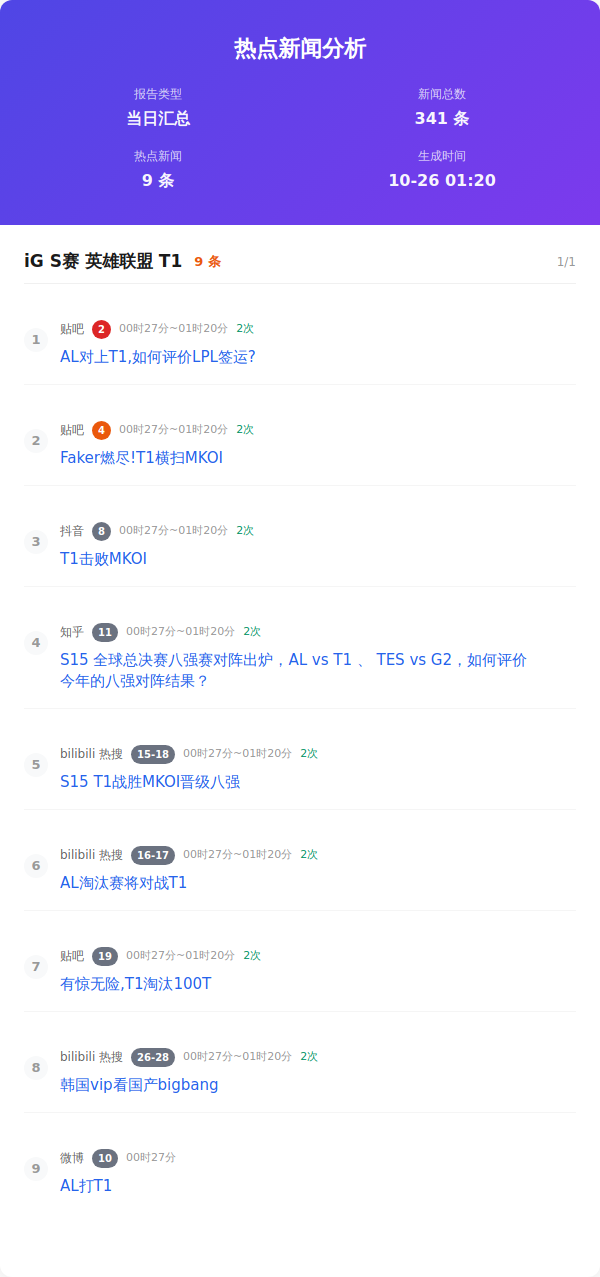 热点新闻分析
报告类型
新闻总数
当日汇总
341 条
热点新闻
生成时间
9 条
10-26 01:20
iG S赛 英雄联盟 T1 9 条 1/1
1
贴吧 2 00时27分~01时20分 2次
AL对上T1,如何评价LPL签运?
2
贴吧 4 00时27分~01时20分 2次
Faker燃尽!T1横扫MKOI
3
抖音 8 00时27分~01时20分 2次
T1击败MKOI
4
知乎 11 00时27分~01时20分 2次
S15 全球总决赛八强赛对阵出炉，AL vs T1 、 TES vs G2，如何评价
今年的八强对阵结果？
5
bilibili 热搜 15-18 00时27分~01时20分 2次
S15 T1战胜MKOI晋级八强
6
bilibili 热搜 16-17 00时27分~01时20分 2次
AL淘汰赛将对战T1
7
贴吧 19 00时27分~01时20分 2次
有惊无险,T1淘汰100T
8
bilibili 热搜 26-28 00时27分~01时20分 2次
韩国vip看国产bigbang
9
微博 10 00时27分
AL打T1